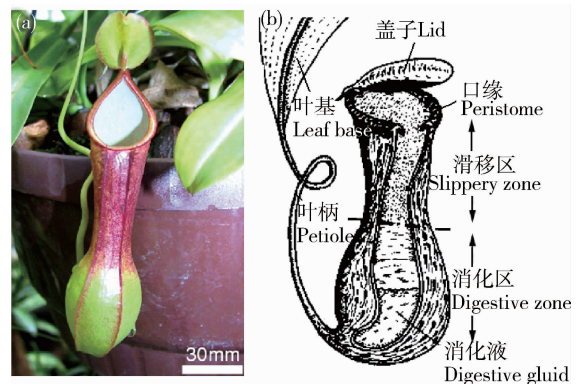 (a)
30mm
(b)
盖子Lid
叶基
Leaf base
口缘
Peristome
滑移区
Slippery zone
叶柄
Petiole
消化区
Digestive zone
消化液
Digestive gluid